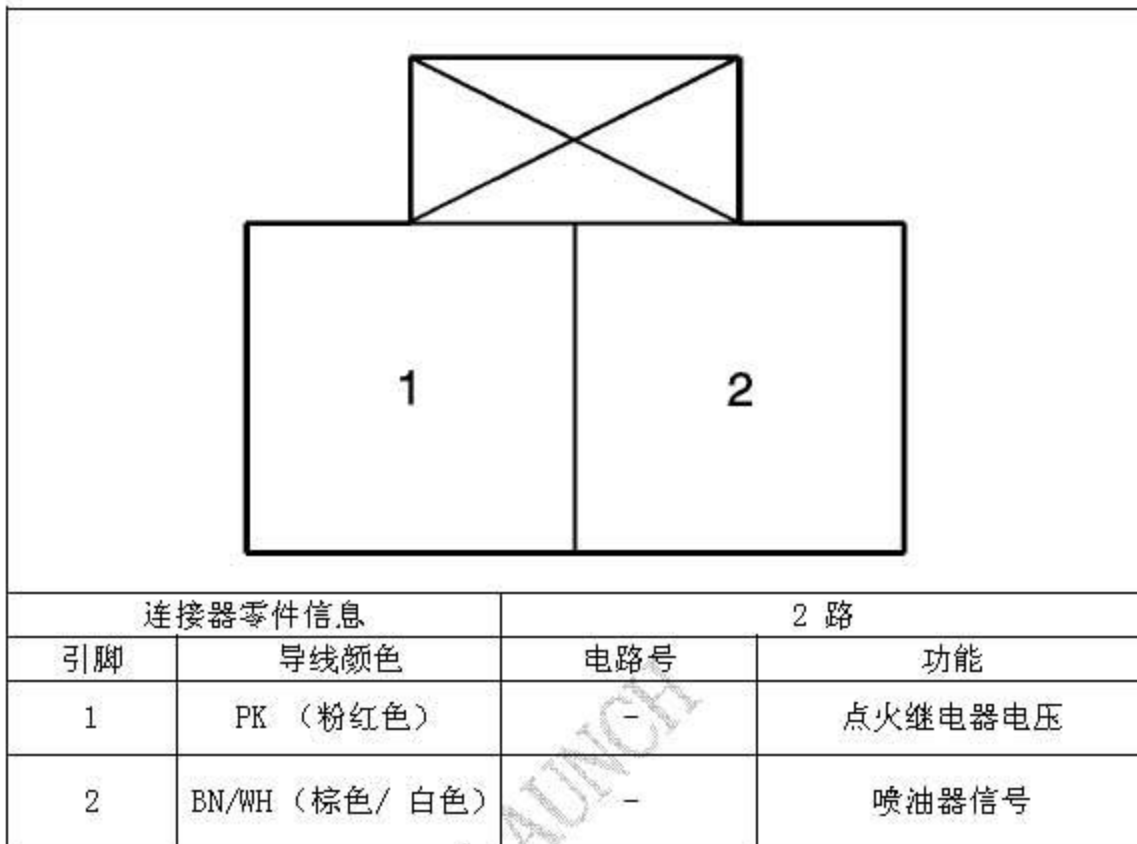 1 2
连接器零件信息 2 路
引脚 导线颜色 电路号 功能
1 PK （粉红色） - 点火继电器电压
2 BN/WH （棕色/ 白色） - 喷油器信号
AUNCH